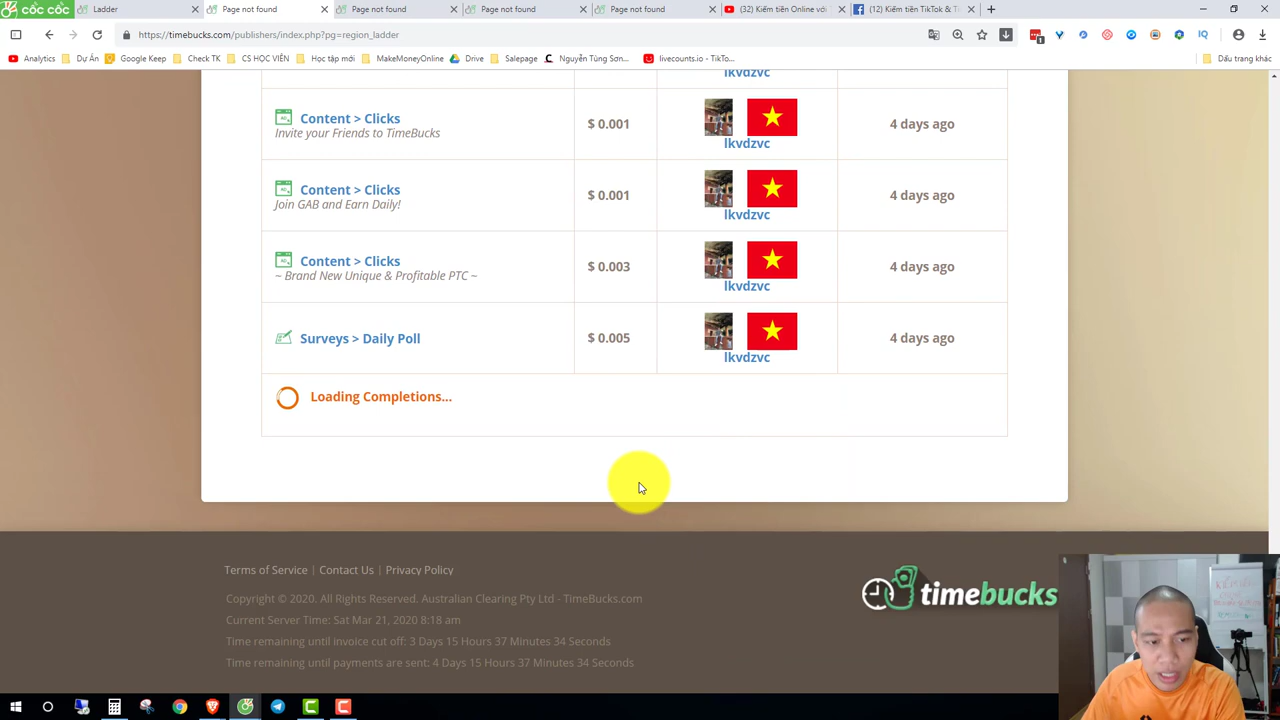 cốc cốc
Ladder
Page not found
Page not found
Page not found
Page not found
(32) Kiếm tiền Online với
(12) Kiếm tiền TikTok & Ti
https://timebucks.com/publishers/index.php?pg=region_ladder
Analytics
Dự Án
Google Keep
Check TK
CS HỌC VIÊN
Học tập mới
MakeMoneyOnline
Drive
Salepage
Nguyễn Tùng Sơn...
livecounts.io - TikTo...
Dấu trang khác
lkvdzvc
Content > Clicks
Invite your Friends to TimeBucks
$ 0.001
lkvdzvc
4 days ago
Content > Clicks
Join GAB and Earn Daily!
$ 0.001
lkvdzvc
4 days ago
Content > Clicks
~ Brand New Unique & Profitable PTC ~
$ 0.003
lkvdzvc
4 days ago
Surveys > Daily Poll
$ 0.005
lkvdzvc
4 days ago
Loading Completions...
Terms of Service | Contact Us | Privacy Policy
Copyright © 2020. All Rights Reserved. Australian Clearing Pty Ltd - TimeBucks.com
Current Server Time: Sat Mar 21, 2020 8:18 am
Time remaining until invoice cut off: 3 Days 15 Hours 37 Minutes 34 Seconds
Time remaining until payments are sent: 4 Days 15 Hours 37 Minutes 34 Seconds
timebucks